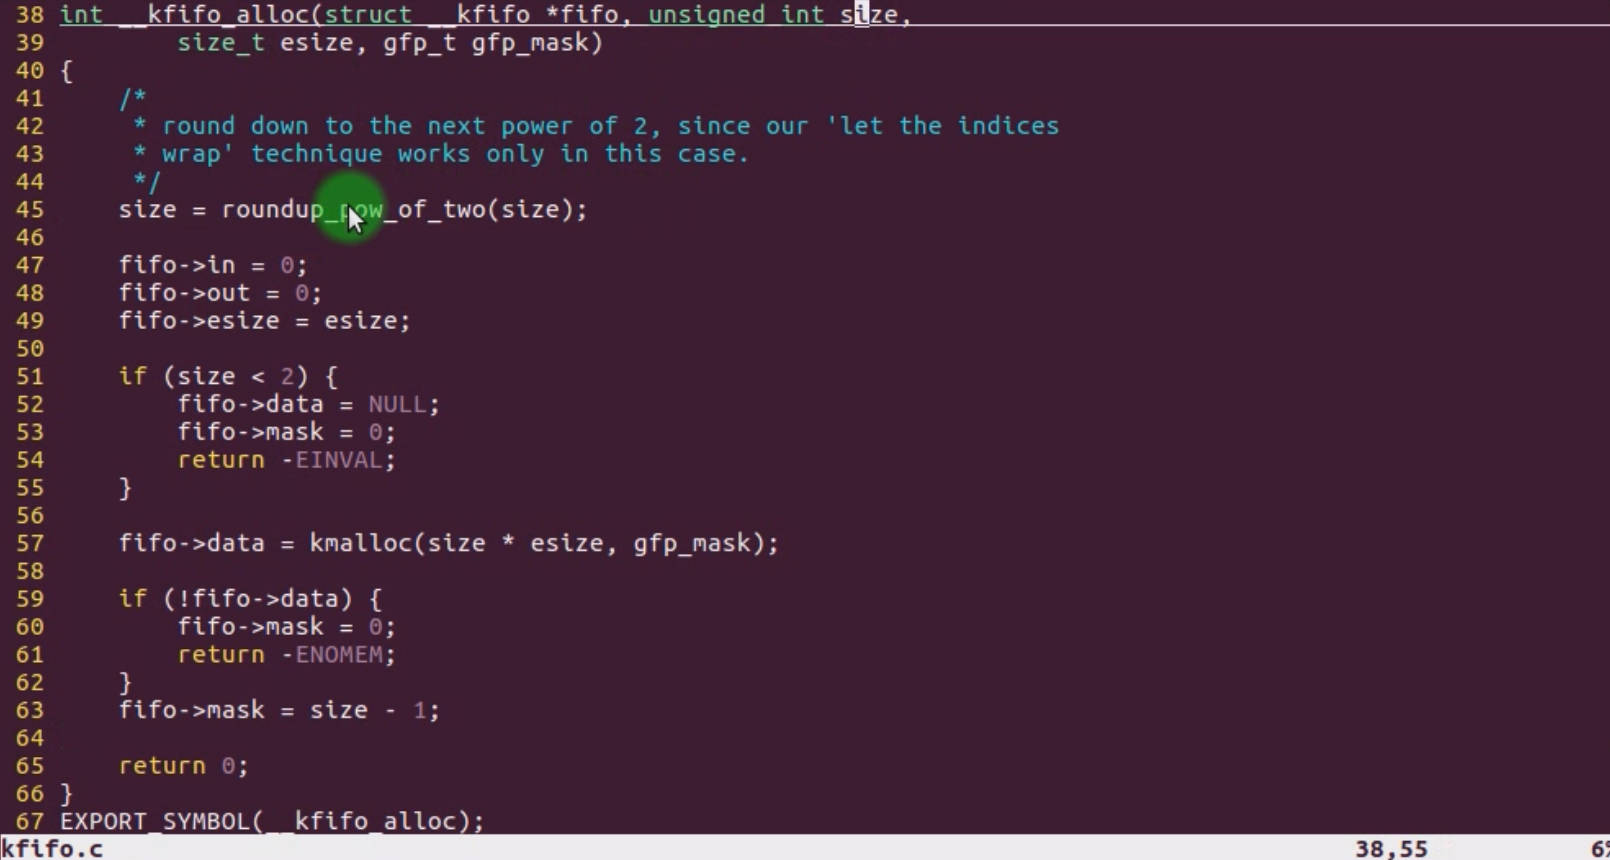 38 int __kfifo_alloc(struct __kfifo *fifo, unsigned int size,
39         size_t esize, gfp_t gfp_mask)
40 {
41     /*
42      * round down to the next power of 2, since our 'let the indices
43      * wrap' technique works only in this case.
44      */
45     size = roundup_pow_of_two(size);
46
47     fifo->in = 0;
48     fifo->out = 0;
49     fifo->esize = esize;
50
51     if (size < 2) {
52         fifo->data = NULL;
53         fifo->mask = 0;
54         return -EINVAL;
55     }
56
57     fifo->data = kmalloc(size * esize, gfp_mask);
58
59     if (!fifo->data) {
60         fifo->mask = 0;
61         return -ENOMEM;
62     }
63     fifo->mask = size - 1;
64
65     return 0;
66 }
67 EXPORT_SYMBOL(__kfifo_alloc);
kfifo.c 38,55 6%